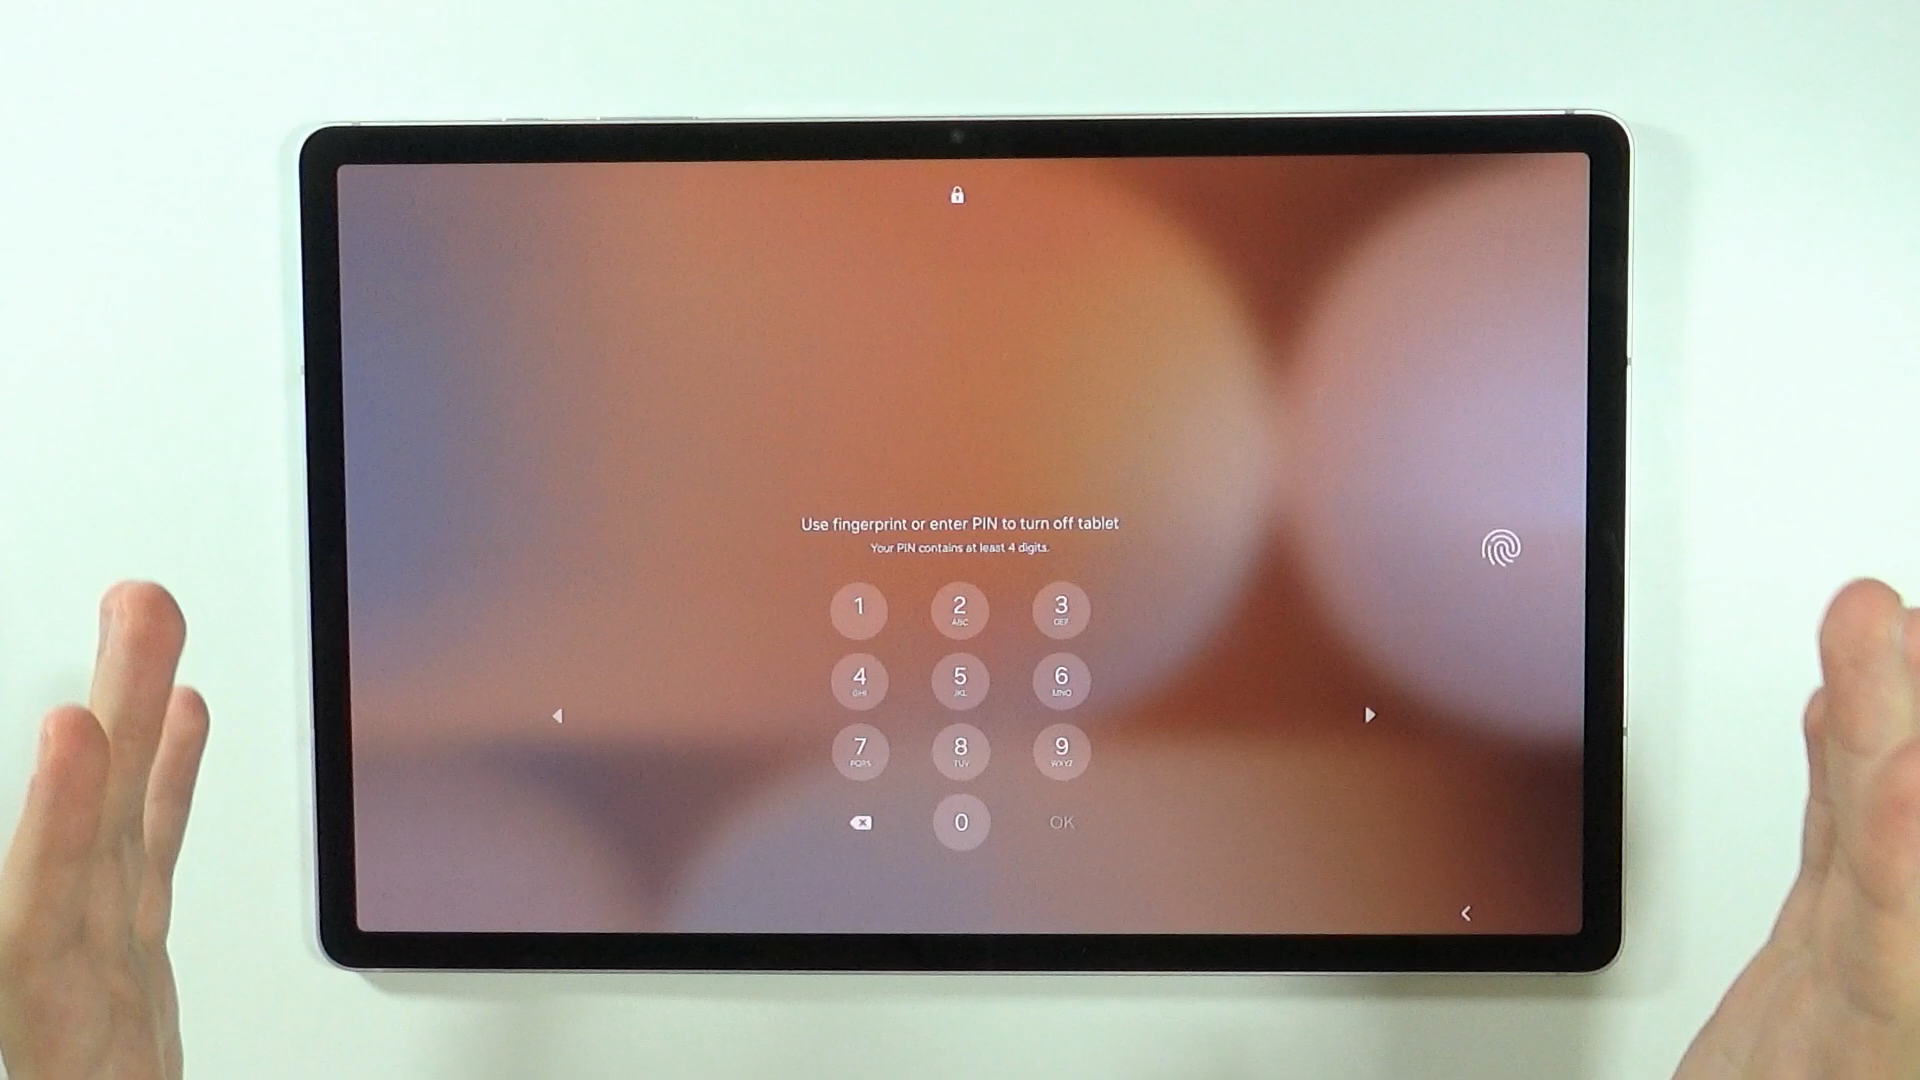 Use fingerprint or enter PIN to turn off tablet
Your PIN contains at least 4 digits.
1 2 3
ABC DEF
4 5 6
GHI JKL MNO
7 8 9
PQRS TUV WXYZ
0 OK